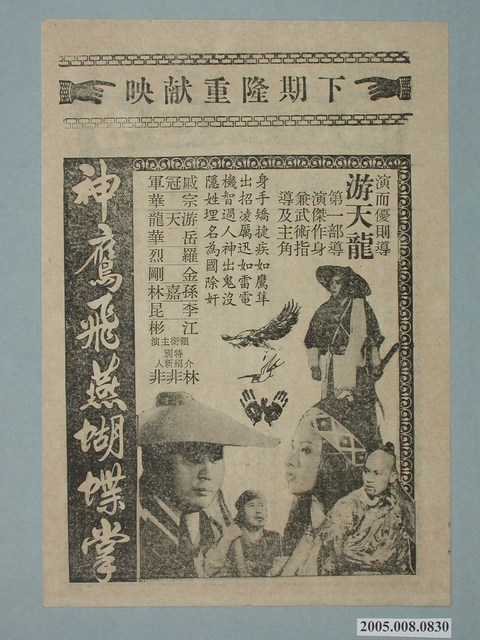 下期隆重献映
演而優則導
游天龍
第一部導
演傑作身
兼武術指
導及主角
身手矯捷疾如鷹隼
出招凌厲迅如雷電
機智過人神出鬼沒
隱姓埋名為國除奸
戚冠軍
宗華
游天龍
岳華
羅烈
金剛
孫嘉林
李昆
江彬
領銜主演
特別
介紹新人
林非非
神鷹飛燕蝴蝶掌
2005.008.0830